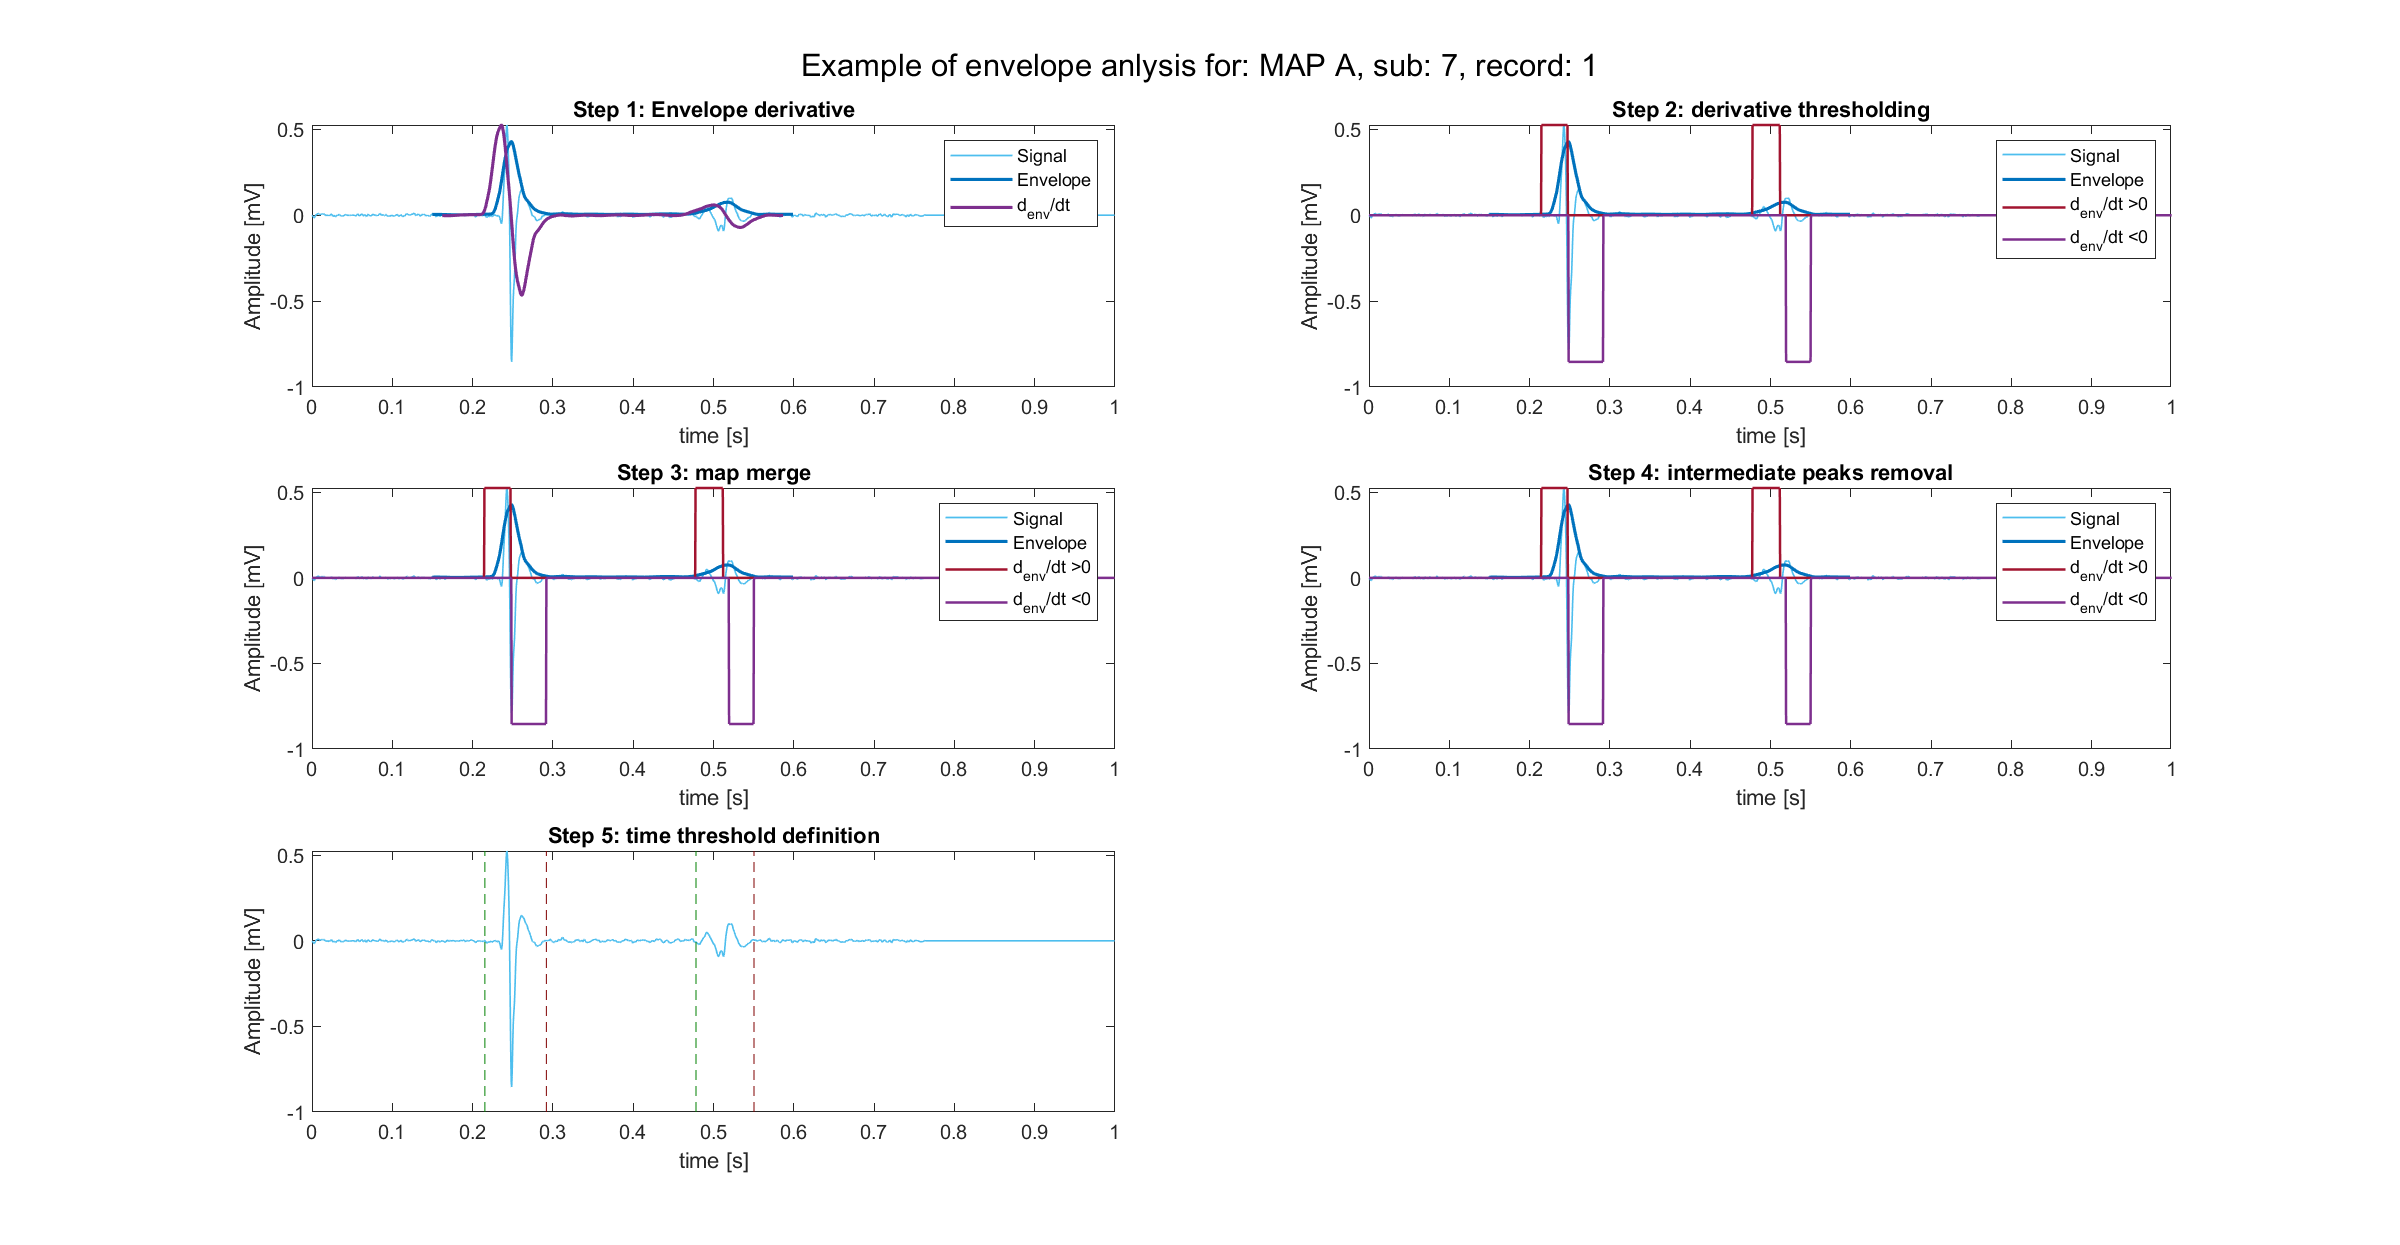 Example of envelope anlysis for: MAP A, sub: 7, record: 1
Step 1: Envelope derivative
0.5
0
-0.5
-1
Amplitude [mV]
Signal
Envelope
d_env/dt
0 0.1 0.2 0.3 0.4 0.5 0.6 0.7 0.8 0.9 1
time [s]
Step 2: derivative thresholding
0.5
0
-0.5
-1
Amplitude [mV]
Signal
Envelope
d_env/dt >0
d_env/dt <0
0 0.1 0.2 0.3 0.4 0.5 0.6 0.7 0.8 0.9 1
time [s]
Step 3: map merge
0.5
0
-0.5
-1
Amplitude [mV]
Signal
Envelope
d_env/dt >0
d_env/dt <0
0 0.1 0.2 0.3 0.4 0.5 0.6 0.7 0.8 0.9 1
time [s]
Step 4: intermediate peaks removal
0.5
0
-0.5
-1
Amplitude [mV]
Signal
Envelope
d_env/dt >0
d_env/dt <0
0 0.1 0.2 0.3 0.4 0.5 0.6 0.7 0.8 0.9 1
time [s]
Step 5: time threshold definition
0.5
0
-0.5
-1
Amplitude [mV]
0 0.1 0.2 0.3 0.4 0.5 0.6 0.7 0.8 0.9 1
time [s]